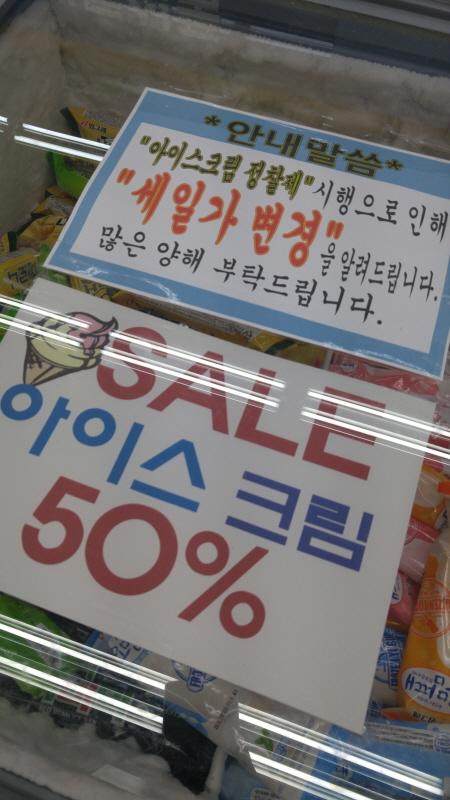 *안내말씀*
"아이스크림 정찰제"시행으로 인해
"세일가 변경"을 알려드립니다.
많은 양해 부탁드립니다.
SALE
아이스 크림
50%